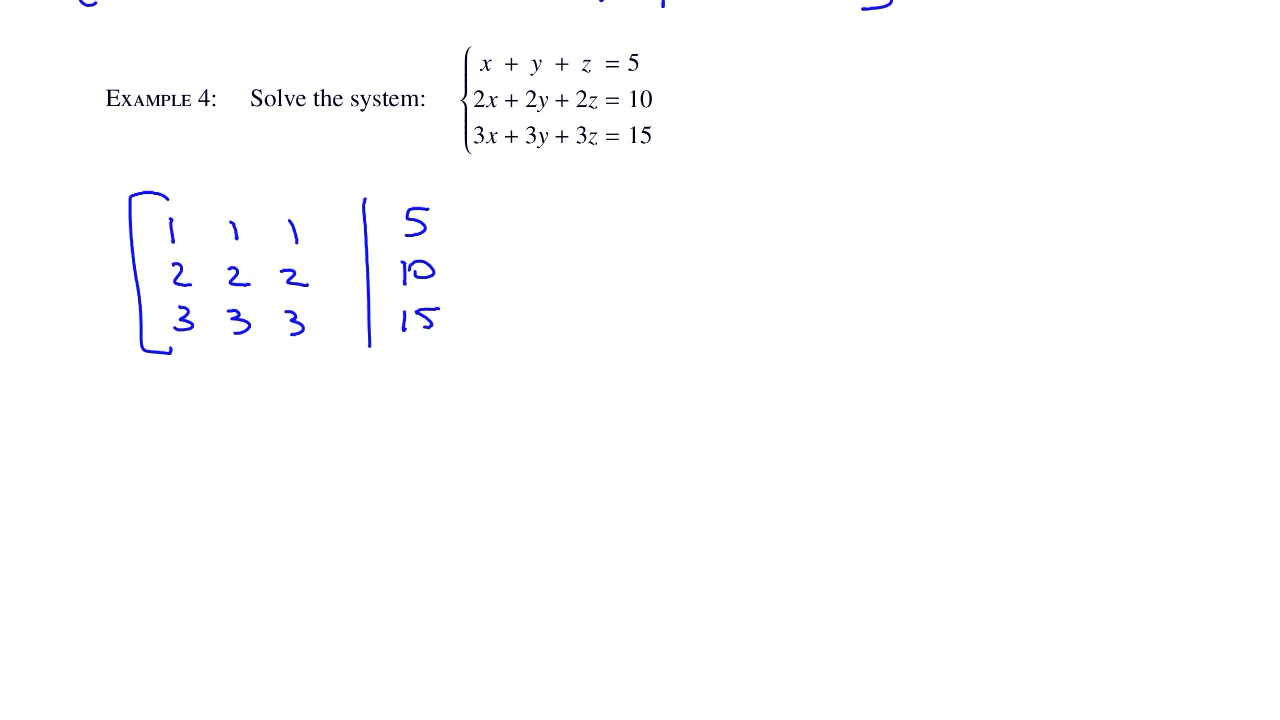 x + y + z = 5
EXAMPLE 4: Solve the system: 2x + 2y + 2z = 10
3x + 3y + 3z = 15
1 1 1 | 5
2 2 2 | 10
3 3 3 | 15